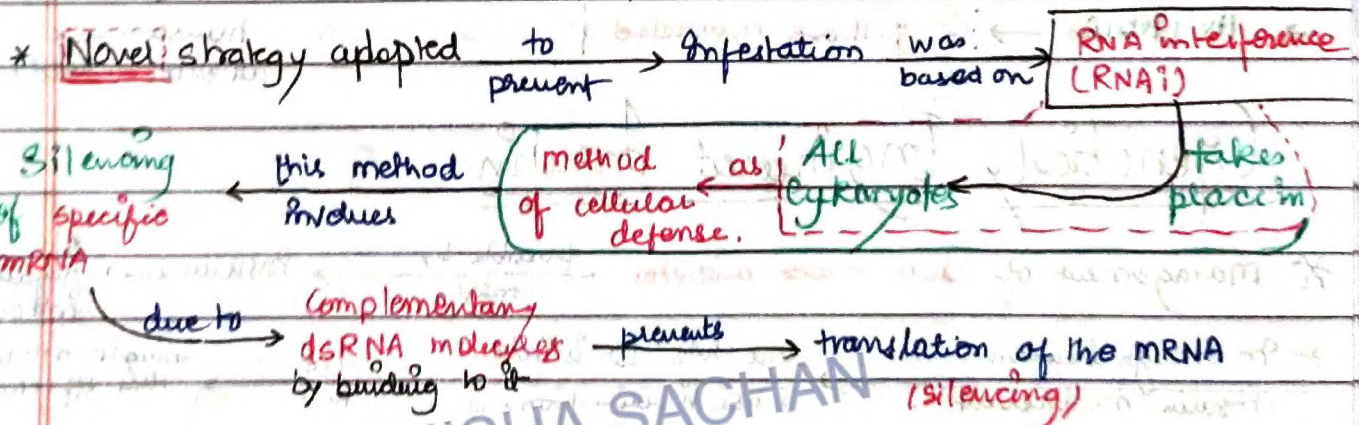 * Novel strategy adopted to prevent → Infestation was based on → RNA interference (RNAi)
takes place in
All Eukaryotes
as
method of cellular defense.
this method involves
Silencing of specific mRNA
due to
Complementary dsRNA molecules by binding to it
prevents → translation of the mRNA (silencing)
SACHAN